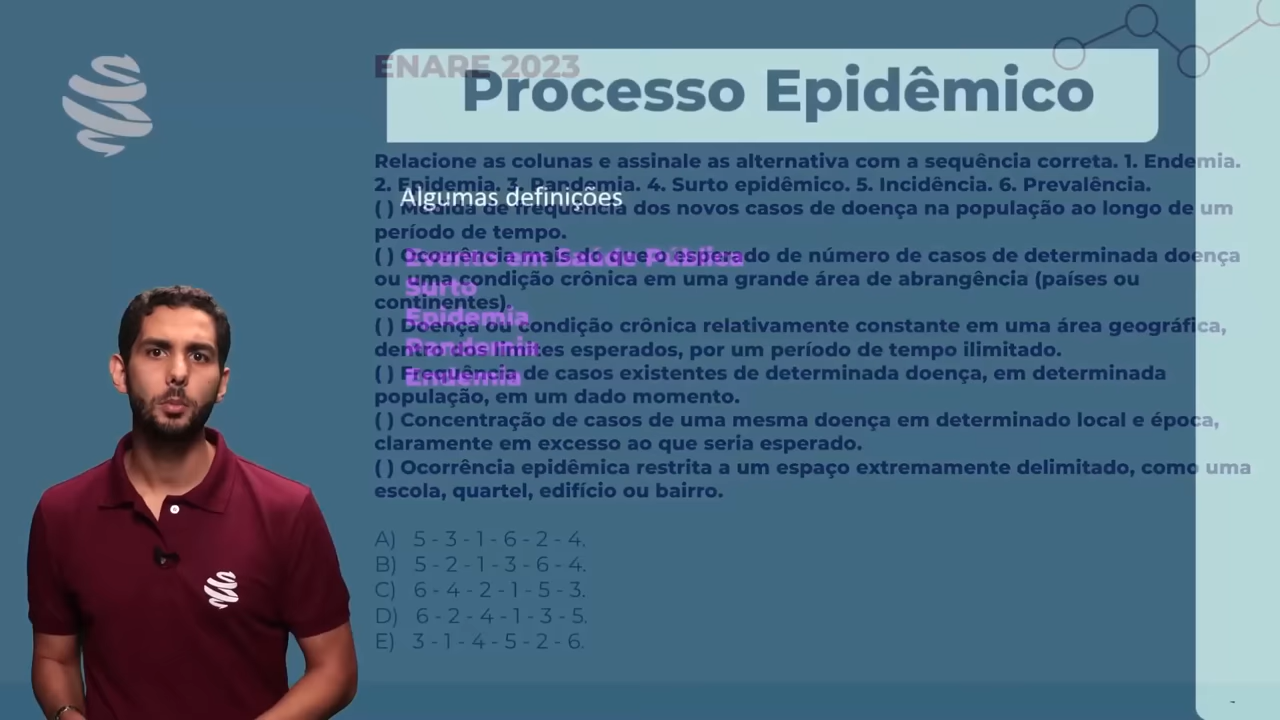 ENARE 2023
Processo Epidêmico
Relacione as colunas e assinale as alternativa com a sequência correta. 1. Endemia.
2. Epidemia. 3. Pandemia. 4. Surto epidêmico. 5. Incidência. 6. Prevalência.
Algumas definições
( ) Medida de frequência dos novos casos de doença na população ao longo de um
período de tempo.
( ) Ocorrência mais do que o esperado de número de casos de determinada doença
Evento em Saúde Pública
ou uma condição crônica em uma grande área de abrangência (países ou
Surto
continentes).
Epidemia
( ) Doença ou condição crônica relativamente constante em uma área geográfica,
Pandemia
dentro dos limites esperados, por um período de tempo ilimitado.
( ) Frequência de casos existentes de determinada doença, em determinada
Endemia
população, em um dado momento.
( ) Concentração de casos de uma mesma doença em determinado local e época,
claramente em excesso ao que seria esperado.
( ) Ocorrência epidêmica restrita a um espaço extremamente delimitado, como uma
escola, quartel, edifício ou bairro.
A) 5 - 3 - 1 - 6 - 2 - 4.
B) 5 - 2 - 1 - 3 - 6 - 4.
C) 6 - 4 - 2 - 1 - 5 - 3.
D) 6 - 2 - 4 - 1 - 3 - 5.
E) 3 - 1 - 4 - 5 - 2 - 6.